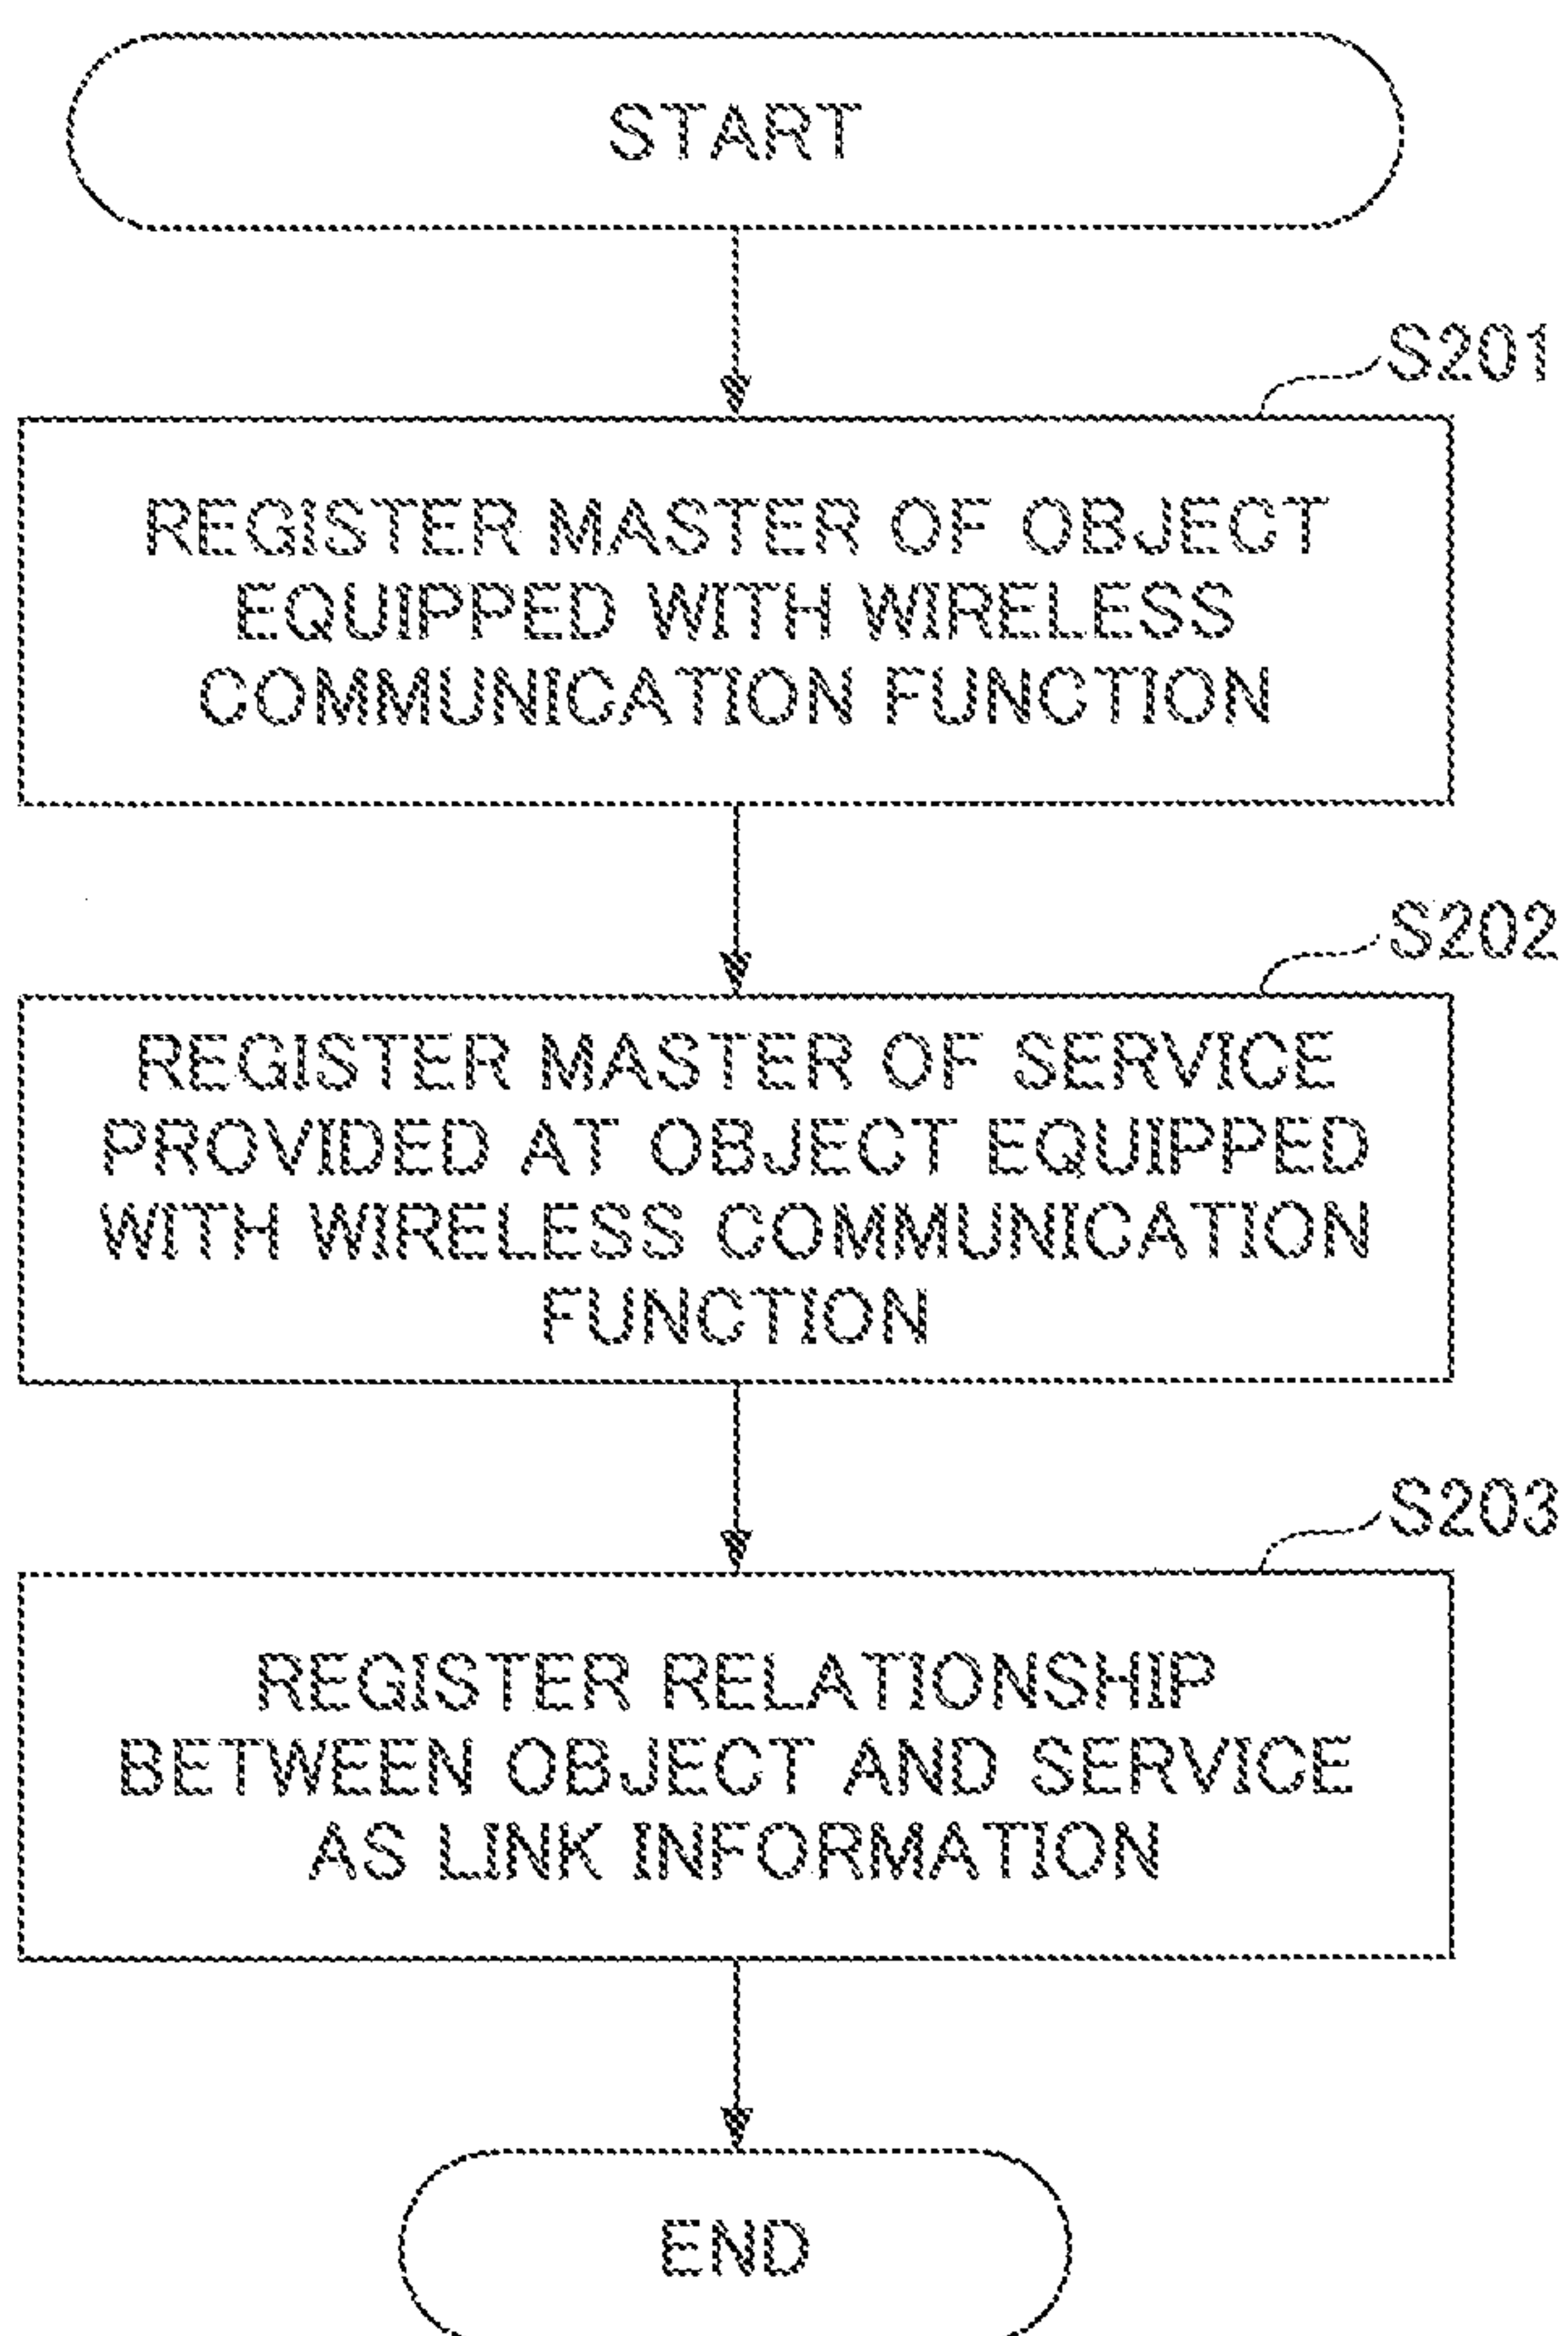 START
S201
REGISTER MASTER OF OBJECT
EQUIPPED WITH WIRELESS
COMMUNICATION FUNCTION
S202
REGISTER MASTER OF SERVICE
PROVIDED AT OBJECT EQUIPPED
WITH WIRELESS COMMUNICATION
FUNCTION
S203
REGISTER RELATIONSHIP
BETWEEN OBJECT AND SERVICE
AS LINK INFORMATION
END